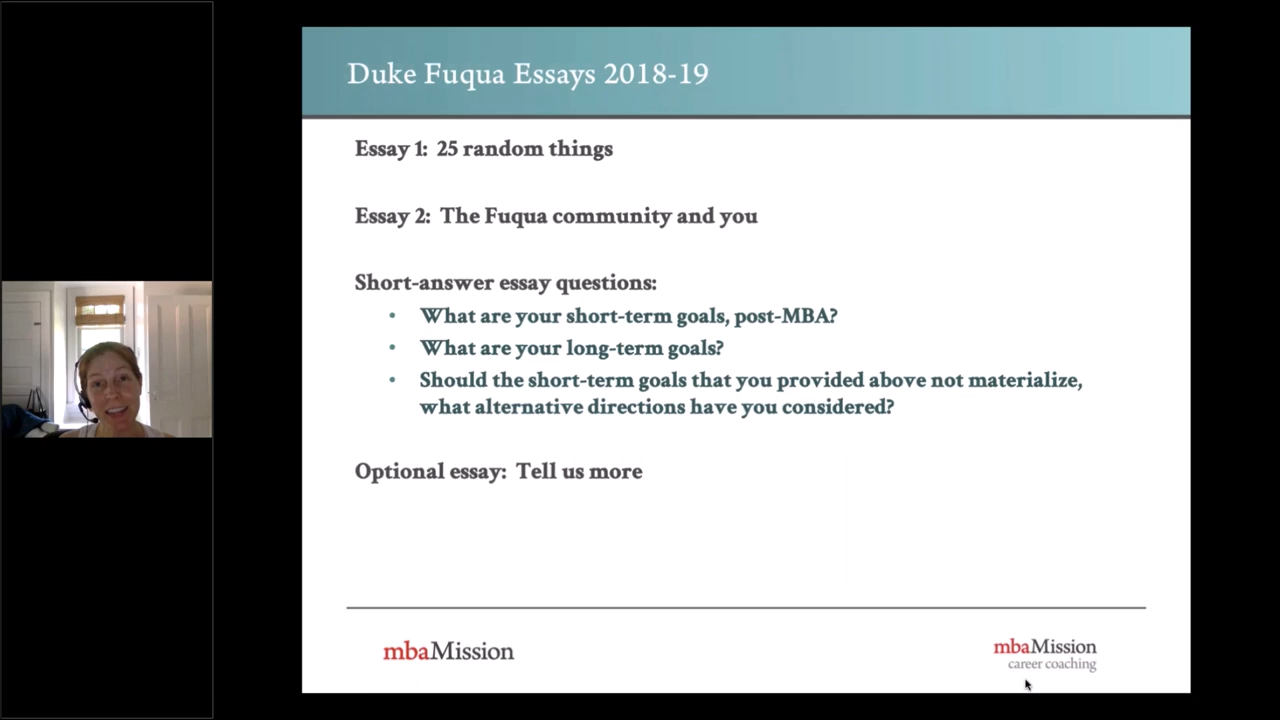 Duke Fuqua Essays 2018-19
Essay 1: 25 random things
Essay 2: The Fuqua community and you
Short-answer essay questions:
• What are your short-term goals, post-MBA?
• What are your long-term goals?
• Should the short-term goals that you provided above not materialize,
what alternative directions have you considered?
Optional essay: Tell us more
mbaMission
mbaMission
career coaching